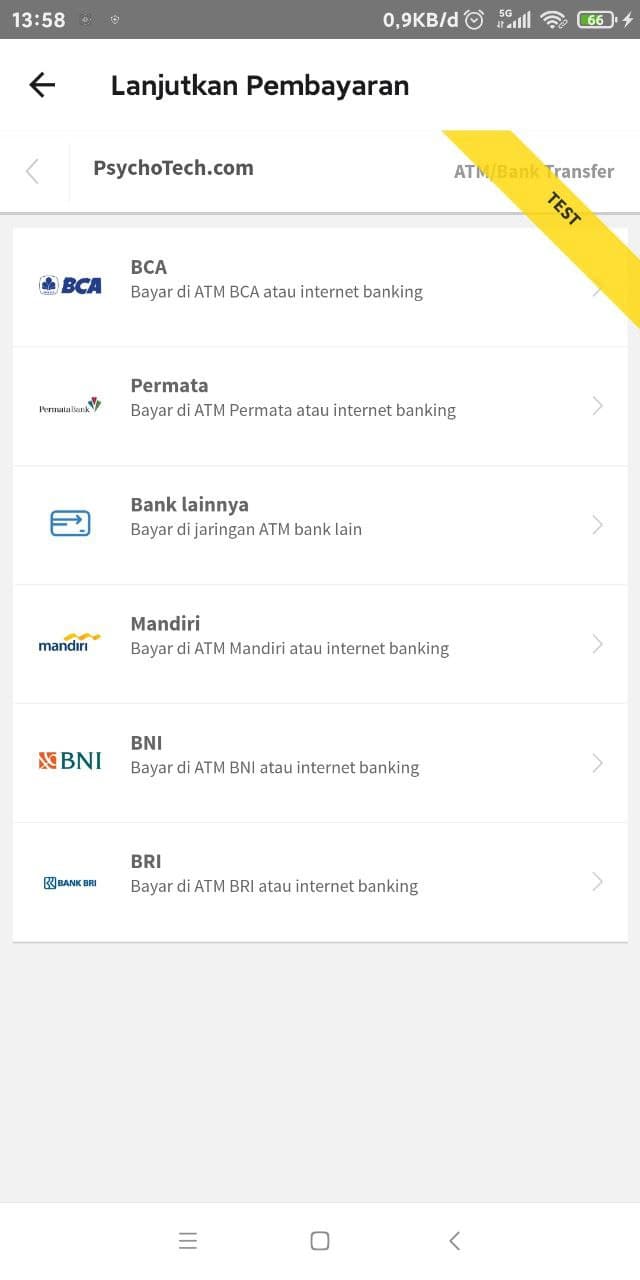 13:58 0,9KB/d 5G 66
Lanjutkan Pembayaran
PsychoTech.com ATM/Bank Transfer
TEST
BCA BCA
Bayar di ATM BCA atau internet banking
Permata
PermataBank Bayar di ATM Permata atau internet banking
Bank lainnya
Bayar di jaringan ATM bank lain
Mandiri
mandiri Bayar di ATM Mandiri atau internet banking
BNI
BNI Bayar di ATM BNI atau internet banking
BRI
BANK BRI Bayar di ATM BRI atau internet banking